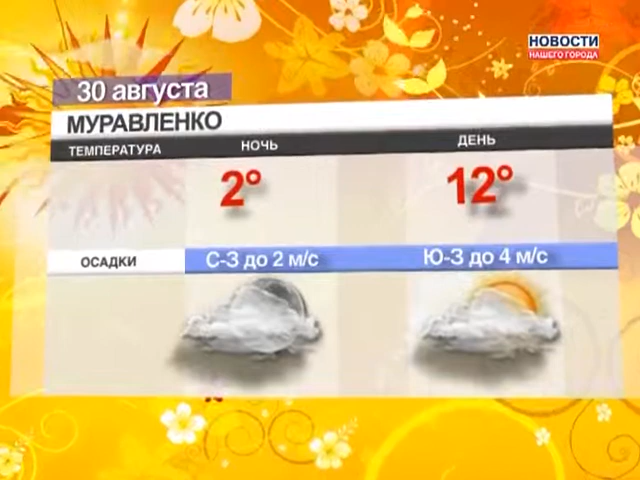 НОВОСТИ
НАШЕГО ГОРОДА
30 августа
МУРАВЛЕНКО
ТЕМПЕРАТУРА НОЧЬ ДЕНЬ
2° 12°
ОСАДКИ С-З до 2 м/с Ю-З до 4 м/с